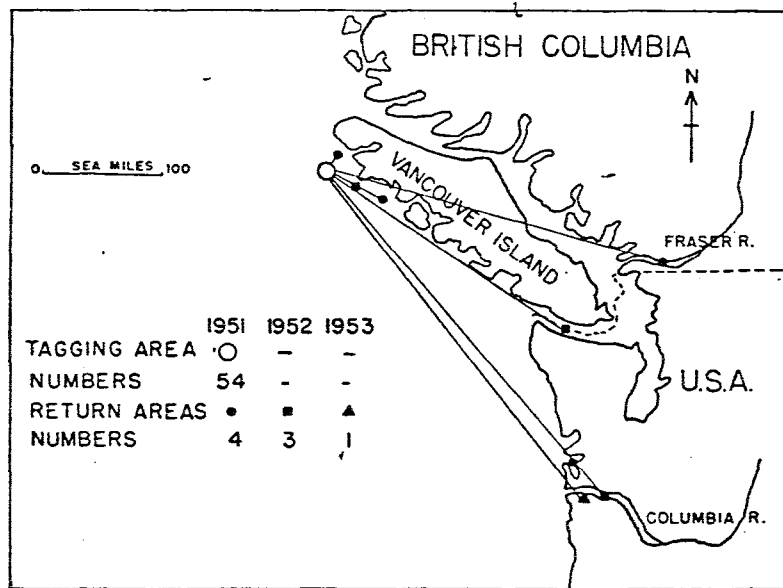 BRITISH COLUMBIA
N
0 SEA MILES 100
VANCOUVER ISLAND
FRASER R.
1951 1952 1953
TAGGING AREA ○ - -
NUMBERS 54 - -
U.S.A.
RETURN AREAS ● ■ ▲
NUMBERS 4 3 1
COLUMBIA R.